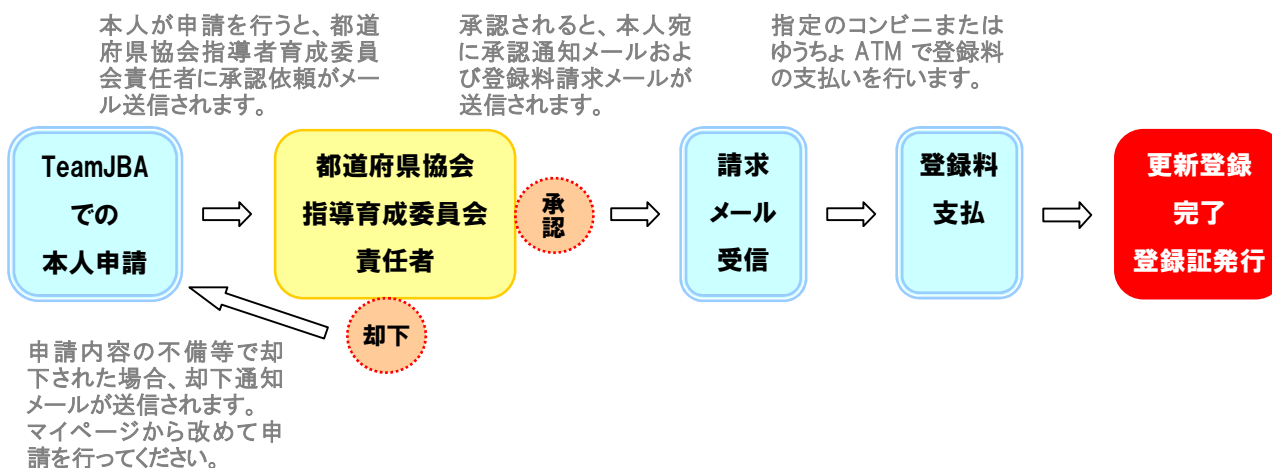 本人が申請を行うと、都道
府県協会指導者育成委員
会責任者に承認依頼がメー
ル送信されます。
承認されると、本人宛
に承認通知メールおよ
び登録料請求メールが
送信されます。
指定のコンビニまたは
ゆうちょ ATM で登録料
の支払いを行います。
TeamJBA
での
本人申請
都道府県協会
指導育成委員会
責任者
承
認
請求
メール
受信
登録料
支払
更新登録
完了
登録証発行
却下
申請内容の不備等で却
下された場合、却下通知
メールが送信されます。
マイページから改めて申
請を行ってください。